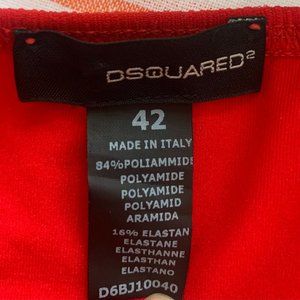 DSQUARED²
42
MADE IN ITALY
84%POLIAMMIDE
POLYAMIDE
POLYAMIDE
POLYAMID
ARAMIDA
16% ELASTAN
ELASTANE
ELASTHANNE
ELASTHAN
ELASTANO
D6BJ10040